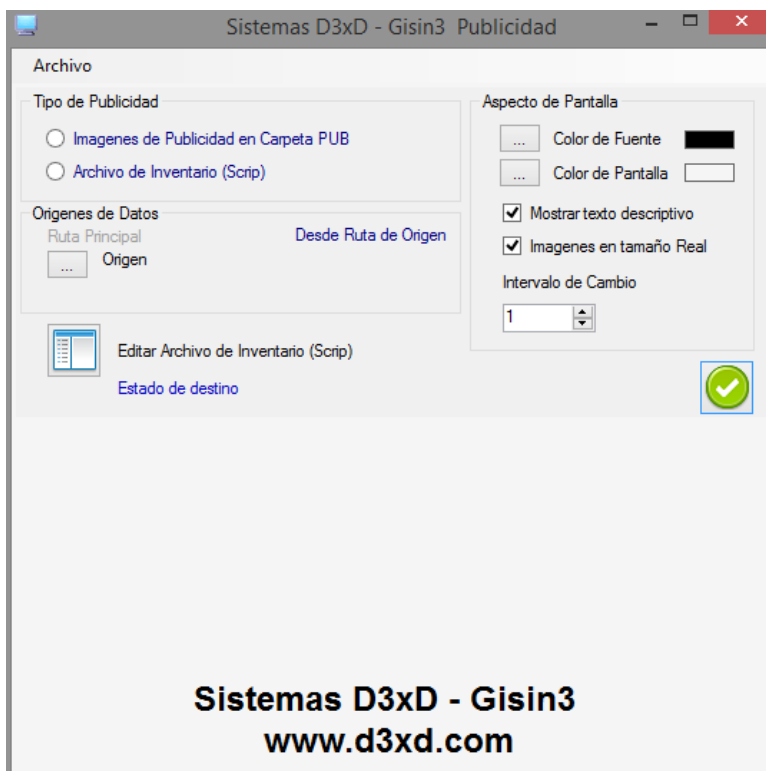 Sistemas D3xD - Gisin3 Publicidad
Archivo
Tipo de Publicidad
Imagenes de Publicidad en Carpeta PUB
Archivo de Inventario (Scrip)
Origenes de Datos
Ruta Principal
Desde Ruta de Origen
... Origen
Editar Archivo de Inventario (Scrip)
Estado de destino
Aspecto de Pantalla
... Color de Fuente
... Color de Pantalla
Mostrar texto descriptivo
Imagenes en tamaño Real
Intervalo de Cambio
1
Sistemas D3xD - Gisin3
www.d3xd.com